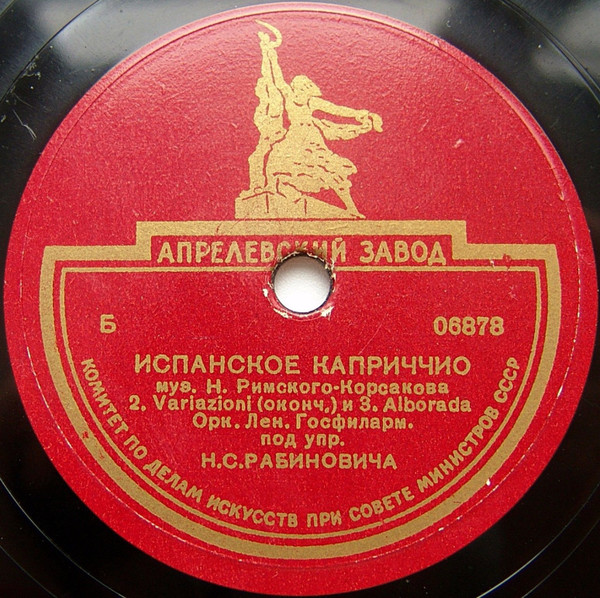 АПРЕЛЕВСКИЙ ЗАВОД
Б 06878
ИСПАНСКОЕ КАПРИЧЧИО
муз. Н. Римского-Корсакова
2. Variazioni (оконч.) и 3. Alborada
Орк. Лен. Госфиларм.
под упр.
Н.С.РАБИНОВИЧА
КОМИТЕТ ПО ДЕЛАМ ИСКУССТВ ПРИ СОВЕТЕ МИНИСТРОВ СССР